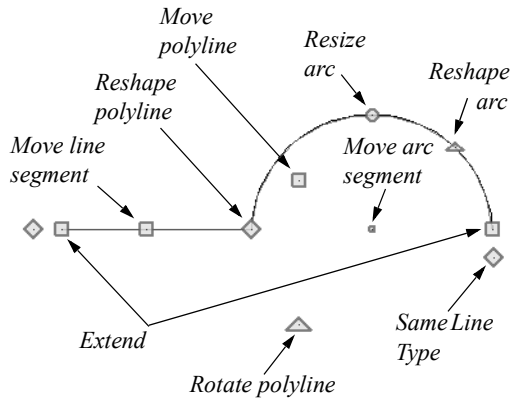 Move
polyline
Resize
arc
Reshape
arc
Reshape
polyline
Move line
segment
Move arc
segment
Extend
Same Line
Type
Rotate polyline